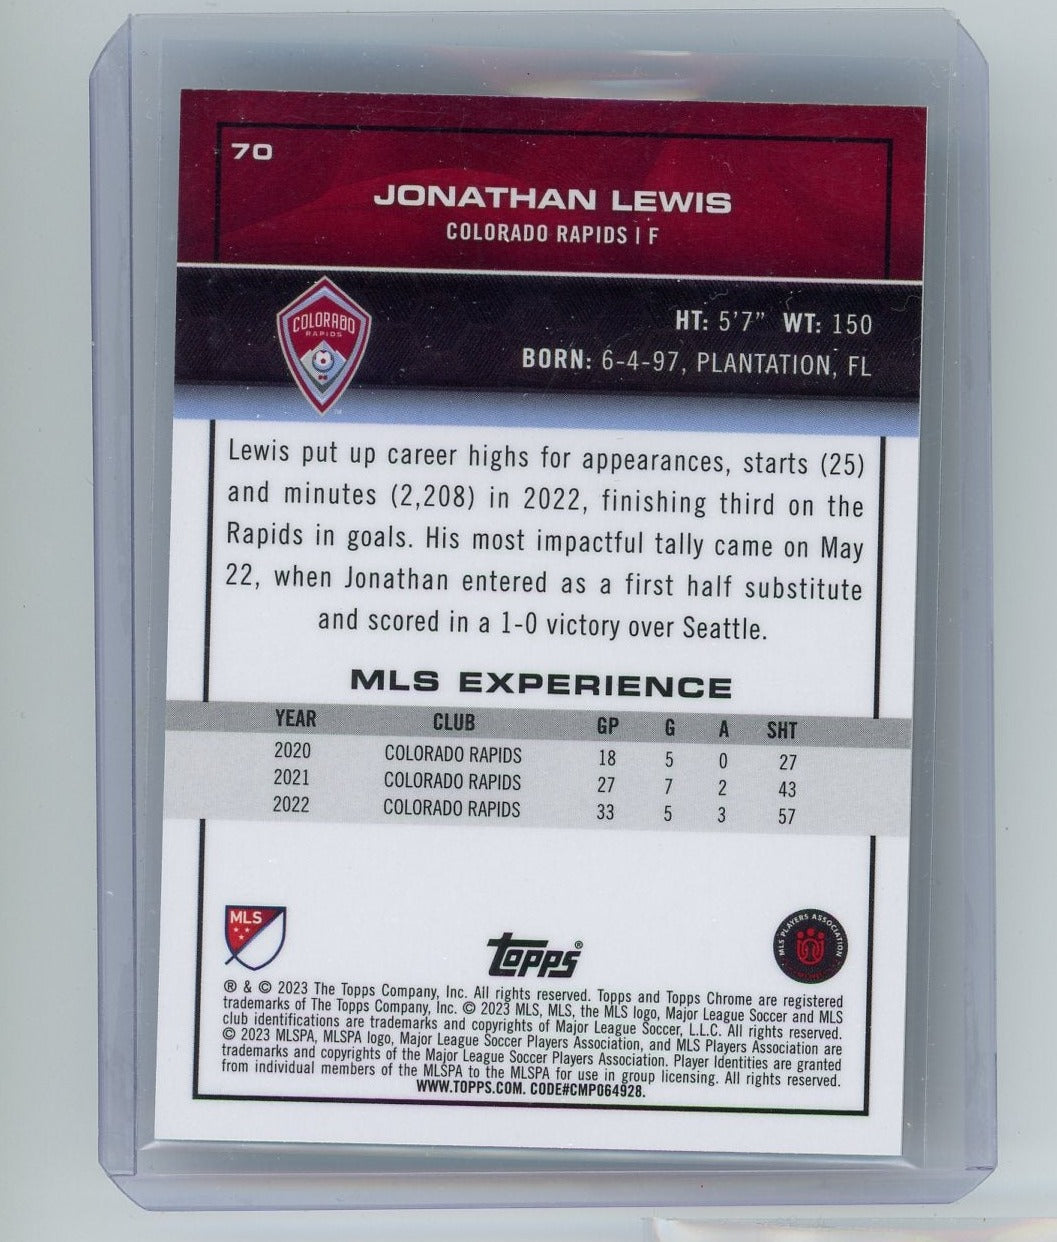 70
JONATHAN LEWIS
COLORADO RAPIDS | F
COLORADO
RAPIDS
TM
HT: 5'7" WT: 150
BORN: 6-4-97, PLANTATION, FL
Lewis put up career highs for appearances, starts (25)
and minutes (2,208) in 2022, finishing third on the
Rapids in goals. His most impactful tally came on May
22, when Jonathan entered as a first half substitute
and scored in a 1-0 victory over Seattle.
MLS EXPERIENCE
YEAR CLUB GP G A SHT
2020 COLORADO RAPIDS 18 5 0 27
2021 COLORADO RAPIDS 27 7 2 43
2022 COLORADO RAPIDS 33 5 3 57
MLS
topps®
MLS PLAYERS ASSOCIATION
® & © 2023 The Topps Company, Inc. All rights reserved. Topps and Topps Chrome are registered
trademarks of The Topps Company, Inc. © 2023 MLS, MLS, the MLS logo, Major League Soccer and MLS
club identifications are trademarks and copyrights of Major League Soccer, L.L.C. All rights reserved.
© 2023 MLSPA, MLSPA logo, Major League Soccer Players Association, and MLS Players Association are
trademarks and copyrights of the Major League Soccer Players Association. Player Identities are granted
from individual members of the MLSPA to the MLSPA for use in group licensing. All rights reserved.
WWW.TOPPS.COM. CODE#CMP064928.